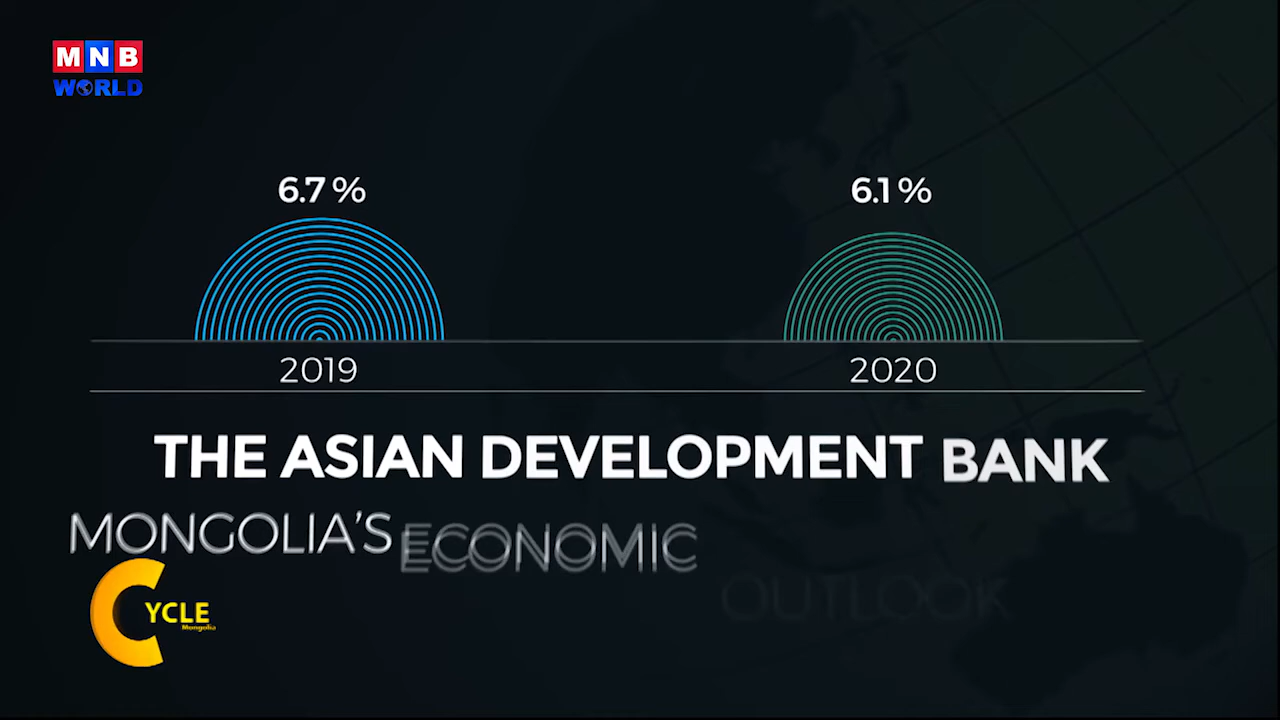 MNB
WORLD
6.7 % 6.1 %
2019 2020
THE ASIAN DEVELOPMENT BANK
MONGOLIA'S ECONOMIC OUTLOOK
CYCLE
Mongolia